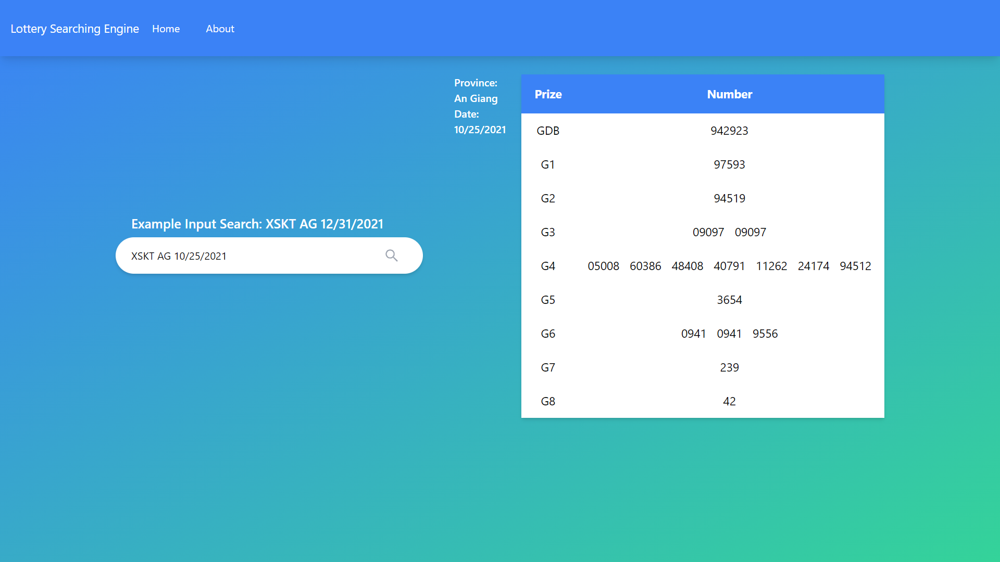 Lottery Searching Engine Home About
Example Input Search: XSKT AG 12/31/2021
XSKT AG 10/25/2021
Province:
An Giang
Date:
10/25/2021
Prize Number
GDB 942923
G1 97593
G2 94519
G3 09097 09097
G4 05008 60386 48408 40791 11262 24174 94512
G5 3654
G6 0941 0941 9556
G7 239
G8 42